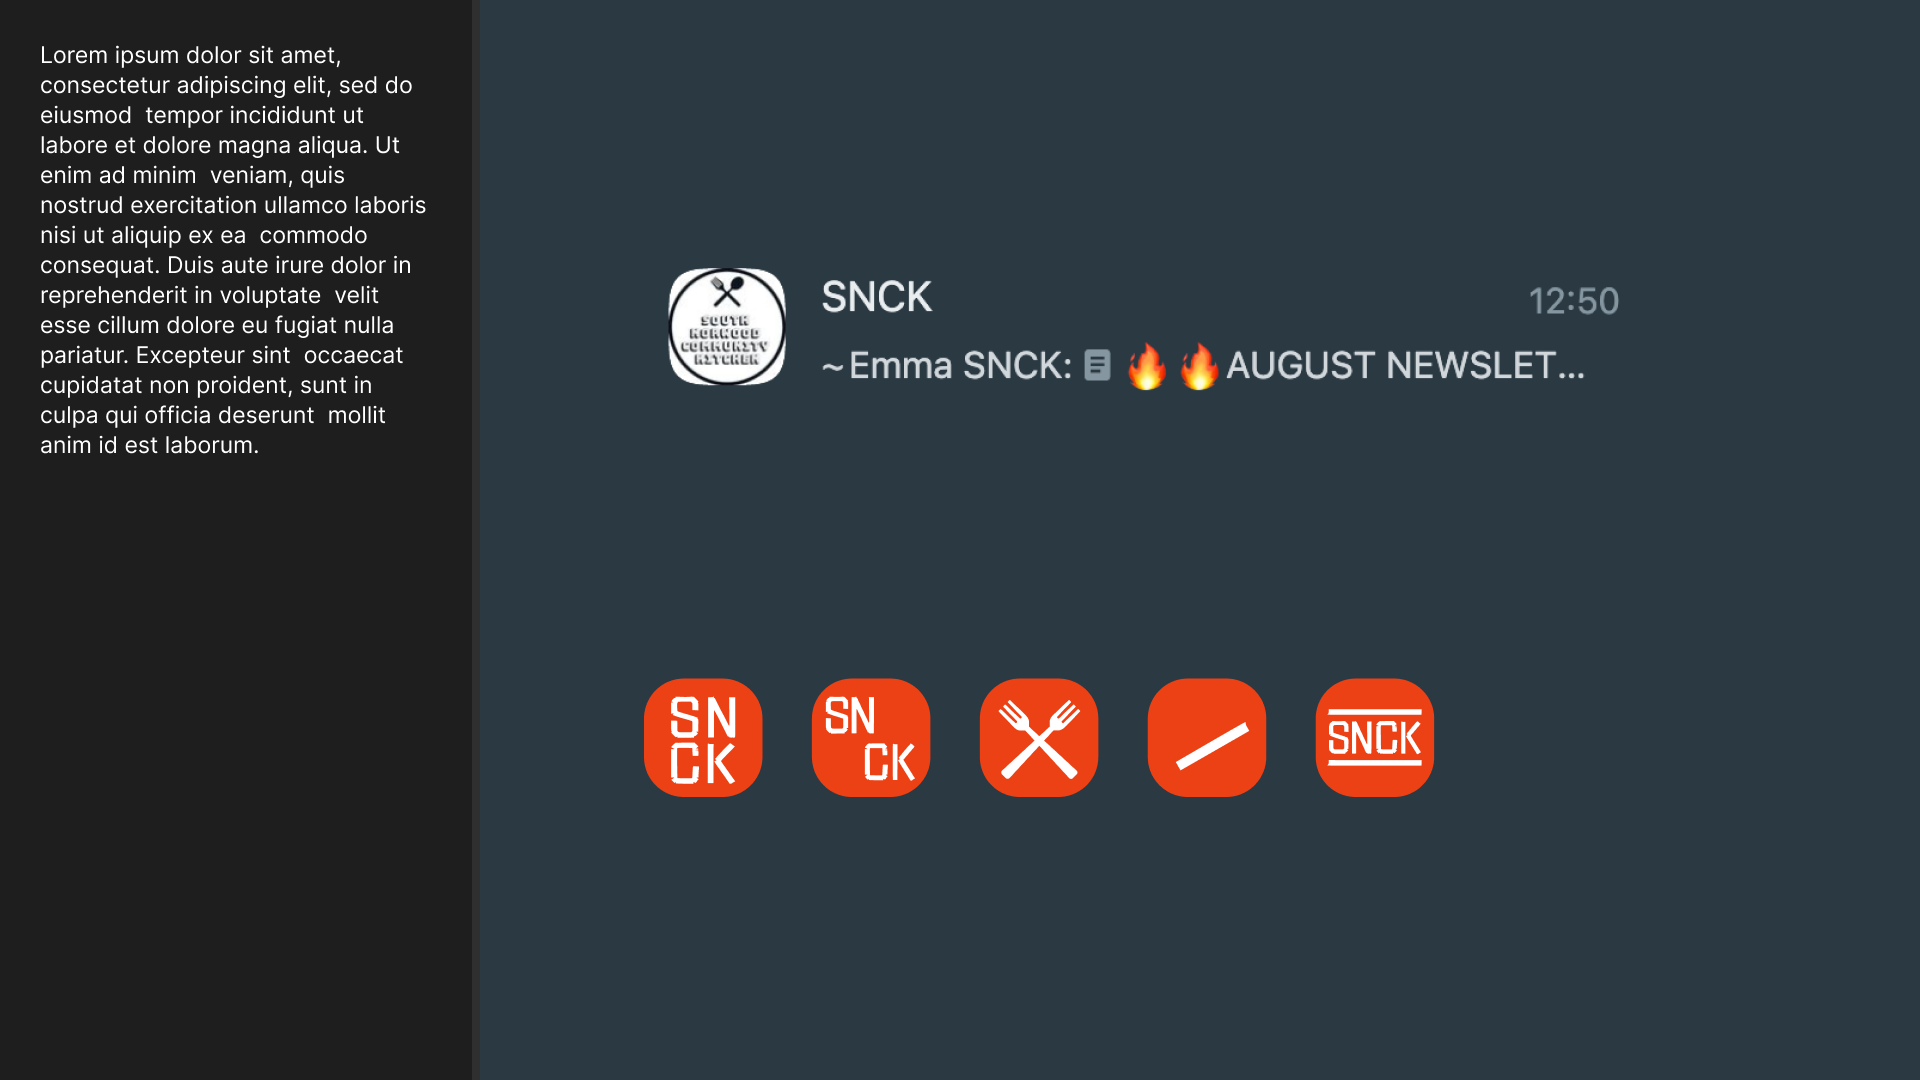 Lorem ipsum dolor sit amet,
consectetur adipiscing elit, sed do
eiusmod  tempor incididunt ut
labore et dolore magna aliqua. Ut
enim ad minim  veniam, quis
nostrud exercitation ullamco laboris
nisi ut aliquip ex ea  commodo
consequat. Duis aute irure dolor in
reprehenderit in voluptate  velit
esse cillum dolore eu fugiat nulla
pariatur. Excepteur sint  occaecat
cupidatat non proident, sunt in
culpa qui officia deserunt  mollit
anim id est laborum.
SOUTH
NORWOOD
COMMUNITY
KITCHEN
SNCK
12:50
~Emma SNCK: 🔥🔥AUGUST NEWSLET...
SN
CK
SN
CK
SNCK